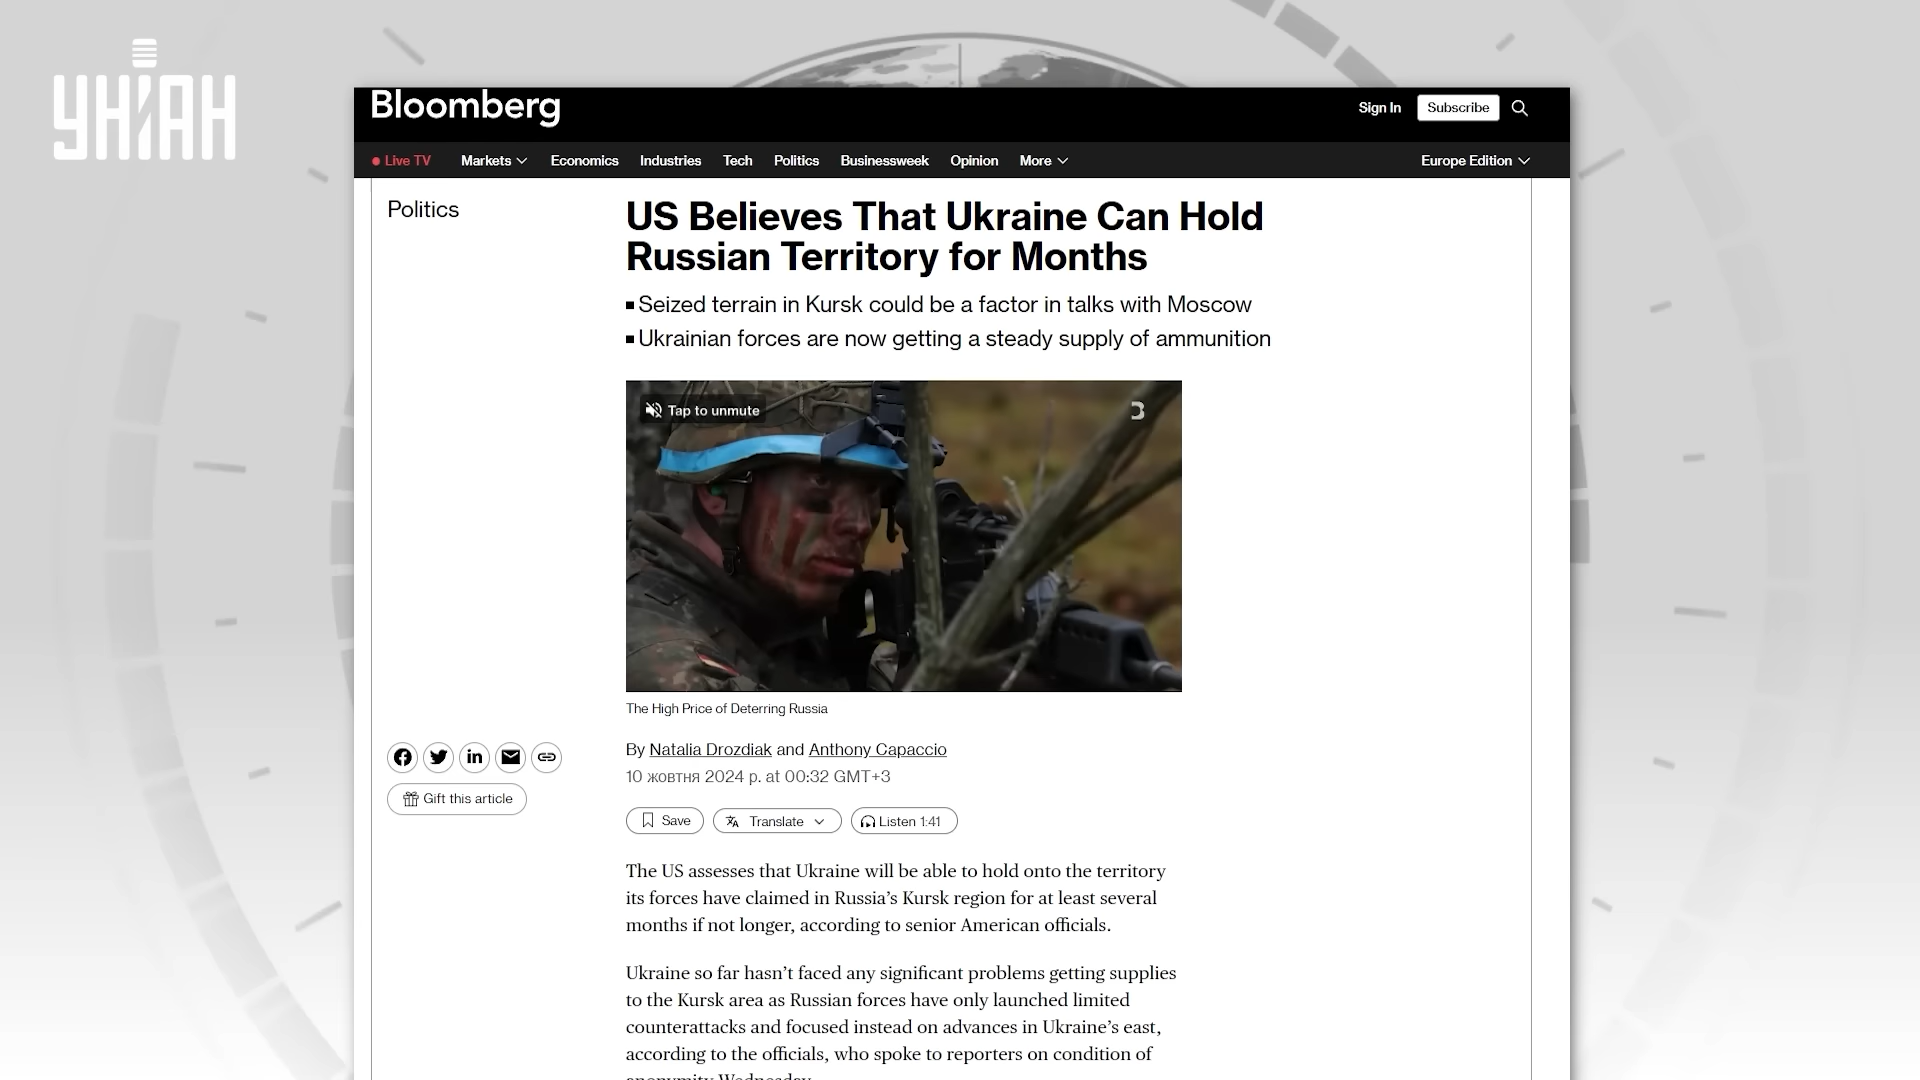 УНІАН
Bloomberg
Sign In
Subscribe
Live TV
Markets
Economics
Industries
Tech
Politics
Businessweek
Opinion
More
Europe Edition
Politics
US Believes That Ukraine Can Hold
Russian Territory for Months
Seized terrain in Kursk could be a factor in talks with Moscow
Ukrainian forces are now getting a steady supply of ammunition
Tap to unmute
The High Price of Deterring Russia
By Natalia Drozdiak and Anthony Capaccio
10 жовтня 2024 р. at 00:32 GMT+3
Gift this article
Save
Translate
Listen 1:41
The US assesses that Ukraine will be able to hold onto the territory
its forces have claimed in Russia’s Kursk region for at least several
months if not longer, according to senior American officials.
Ukraine so far hasn’t faced any significant problems getting supplies
to the Kursk area as Russian forces have only launched limited
counterattacks and focused instead on advances in Ukraine’s east,
according to the officials, who spoke to reporters on condition of
anonymity Wednesday.